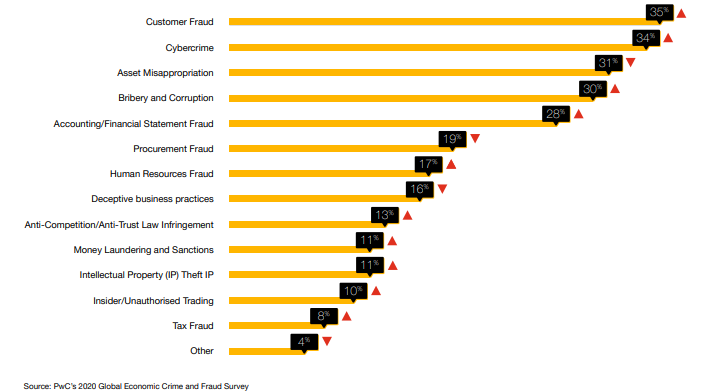 Customer Fraud 35%
Cybercrime 34%
Asset Misappropriation 31%
Bribery and Corruption 30%
Accounting/Financial Statement Fraud 28%
Procurement Fraud 19%
Human Resources Fraud 17%
Deceptive business practices 16%
Anti-Competition/Anti-Trust Law Infringement 13%
Money Laundering and Sanctions 11%
Intellectual Property (IP) Theft IP 11%
Insider/Unauthorised Trading 10%
Tax Fraud 8%
Other 4%
Source: PwC's 2020 Global Economic Crime and Fraud Survey